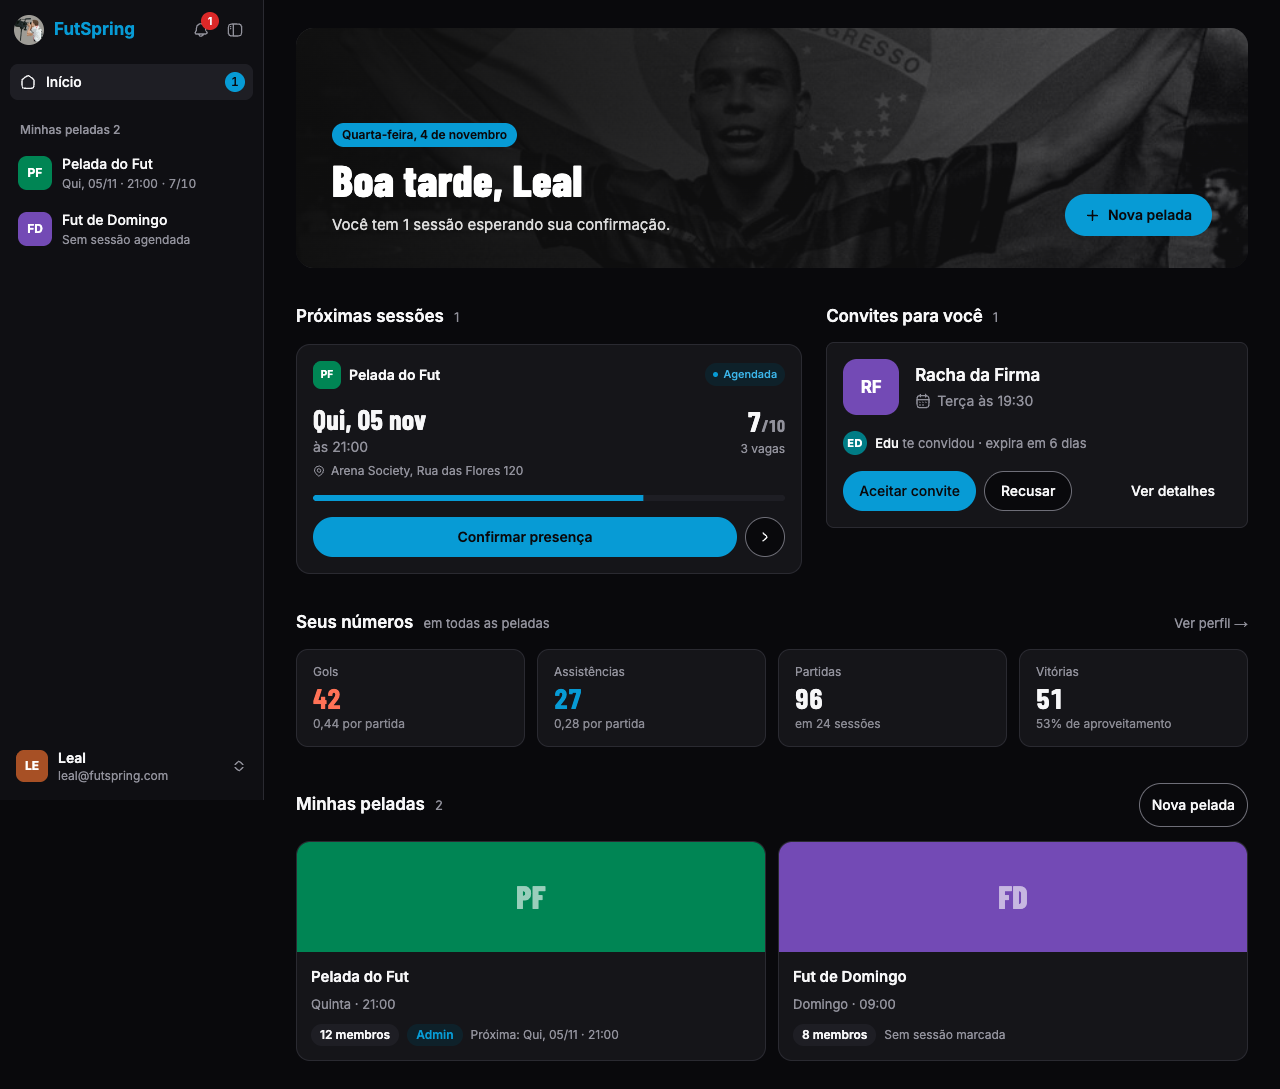 FutSpring
1
Início
1
Minhas peladas 2
PF
Pelada do Fut
Qui, 05/11 · 21:00 · 7/10
FD
Fut de Domingo
Sem sessão agendada
LE
Leal
leal@futspring.com
OGRESSO
Quarta-feira, 4 de novembro
Boa tarde, Leal
Você tem 1 sessão esperando sua confirmação.
+ Nova pelada
Próximas sessões 1
PF
Pelada do Fut
Agendada
Qui, 05 nov
às 21:00
7/10
3 vagas
Arena Society, Rua das Flores 120
Confirmar presença
Convites para você 1
RF
Racha da Firma
Terça às 19:30
ED
Edu te convidou · expira em 6 dias
Aceitar convite
Recusar
Ver detalhes
Seus números em todas as peladas
Ver perfil →
Gols
42
0,44 por partida
Assistências
27
0,28 por partida
Partidas
96
em 24 sessões
Vitórias
51
53% de aproveitamento
Minhas peladas 2
Nova pelada
PF
Pelada do Fut
Quinta · 21:00
12 membros
Admin
Próxima: Qui, 05/11 · 21:00
FD
Fut de Domingo
Domingo · 09:00
8 membros
Sem sessão marcada